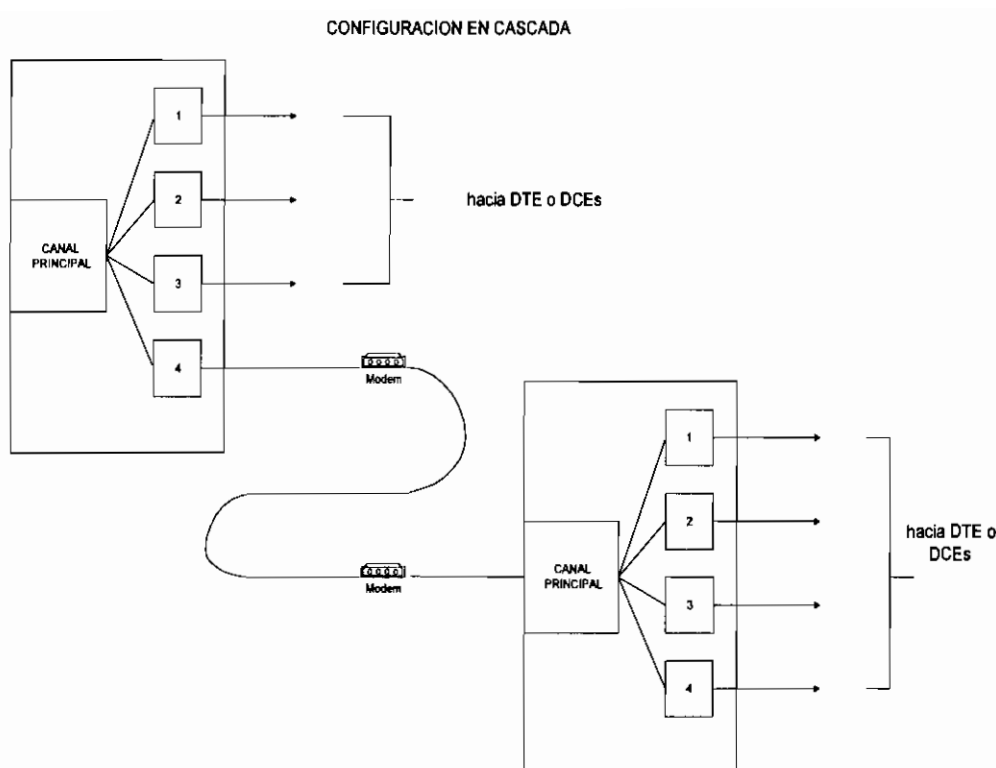 CONFIGURACION EN CASCADA
1
2
hacia DTE o DCEs
CANAL
PRINCIPAL
3
4
Modem
1
2
hacia DTE o
DCEs
CANAL
PRINCIPAL
Modem
3
4